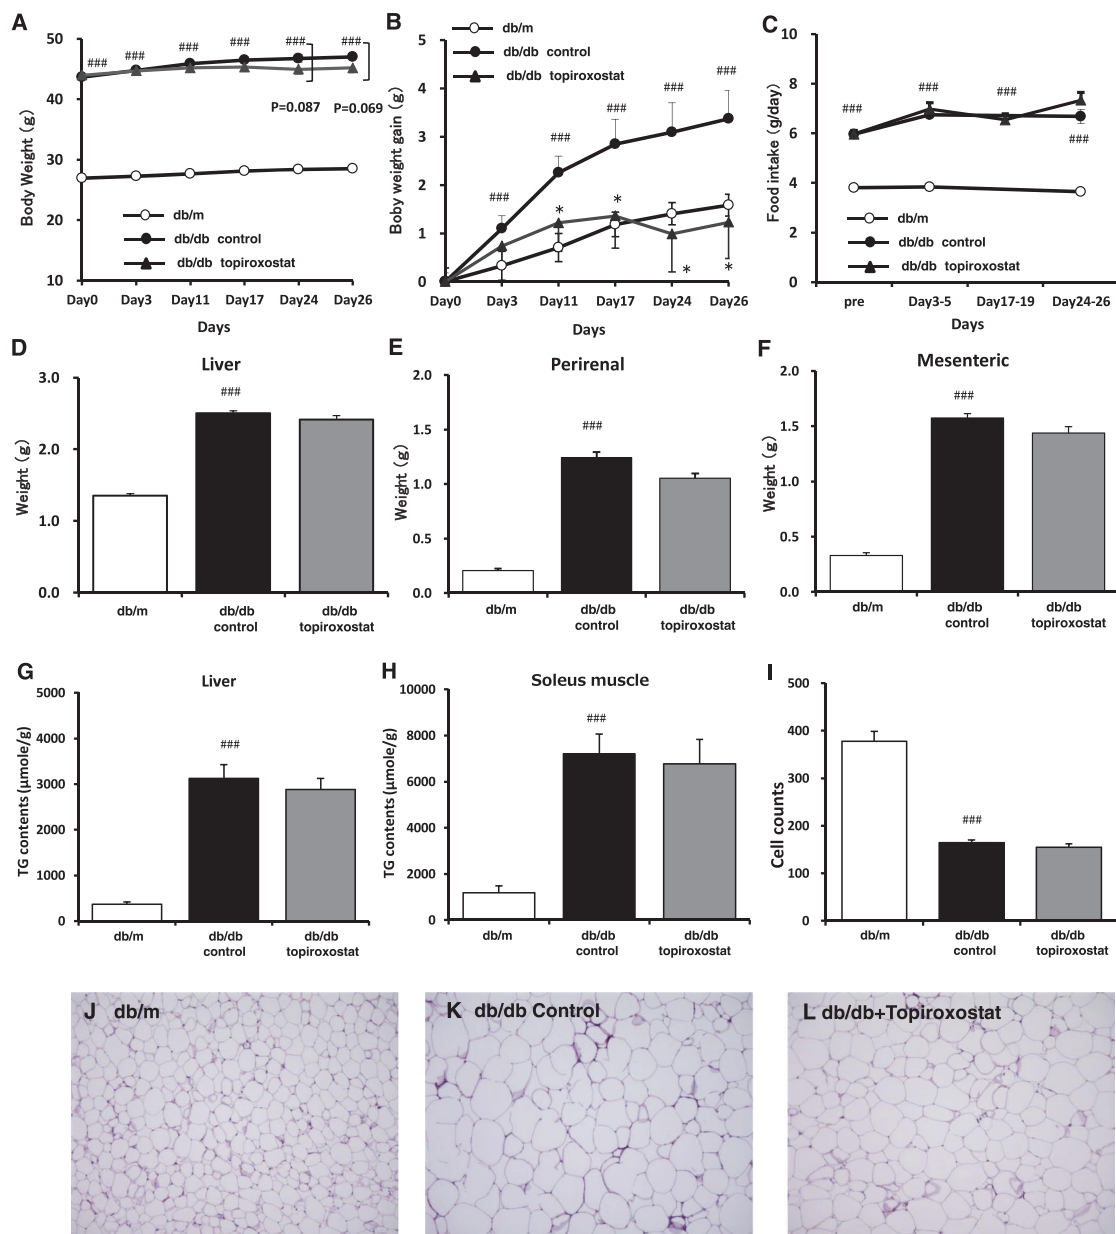 A
50
40
30
20
10
Body Weight (g)
###
###
###
###
###
###
P=0.087
P=0.069
db/m
db/db control
db/db topiroxostat
Day0
Day3
Day11
Day17
Day24
Day26
Days
B
5
4
3
2
1
0
Boby weight gain (g)
db/m
db/db control
db/db topiroxostat
###
###
###
###
###
*
*
*
*
Day0
Day3
Day11
Day17
Day24
Day26
Days
C
10
8
6
4
2
0
Food intake (g/day)
###
###
###
###
db/m
db/db control
db/db topiroxostat
pre
Day3-5
Day17-19
Day24-26
Days
D
Liver
3.0
2.0
1.0
0.0
Weight (g)
###
db/m
db/db
control
db/db
topiroxostat
E
Perirenal
2.0
1.5
1.0
0.5
0.0
Weight (g)
###
db/m
db/db
control
db/db
topiroxostat
F
Mesenteric
2.0
1.5
1.0
0.5
0.0
Weight (g)
###
db/m
db/db
control
db/db
topiroxostat
G
Liver
5000
4000
3000
2000
1000
0
TG contents (μmole/g)
###
db/m
db/db
control
db/db
topiroxostat
H
Soleus muscle
10000
8000
6000
4000
2000
0
TG contents (μmole/g)
###
db/m
db/db
control
db/db
topiroxostat
I
500
400
300
200
100
0
Cell counts
###
db/m
db/db
control
db/db
topiroxostat
J db/m
K db/db Control
L db/db+Topiroxostat